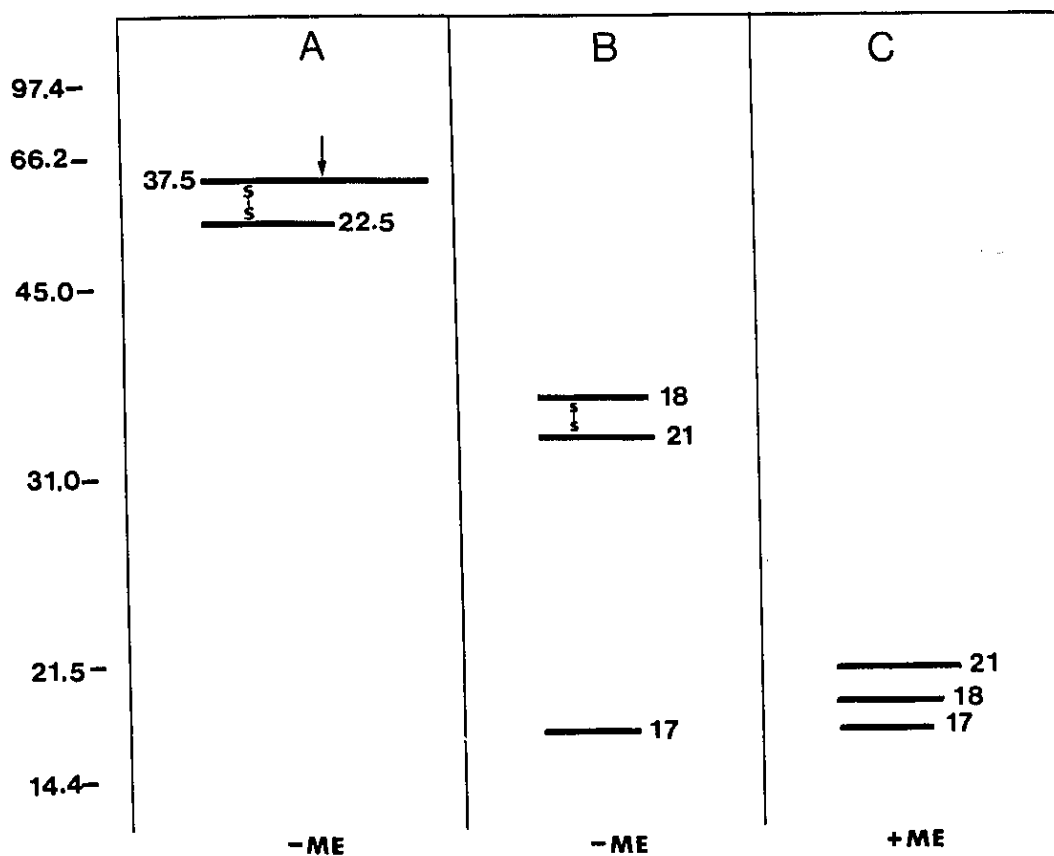 A B C
97.4-
66.2-
37.5
S
S
22.5
45.0-
18
S
S
21
31.0-
21.5-
21
18
17
17
14.4-
-ME -ME +ME